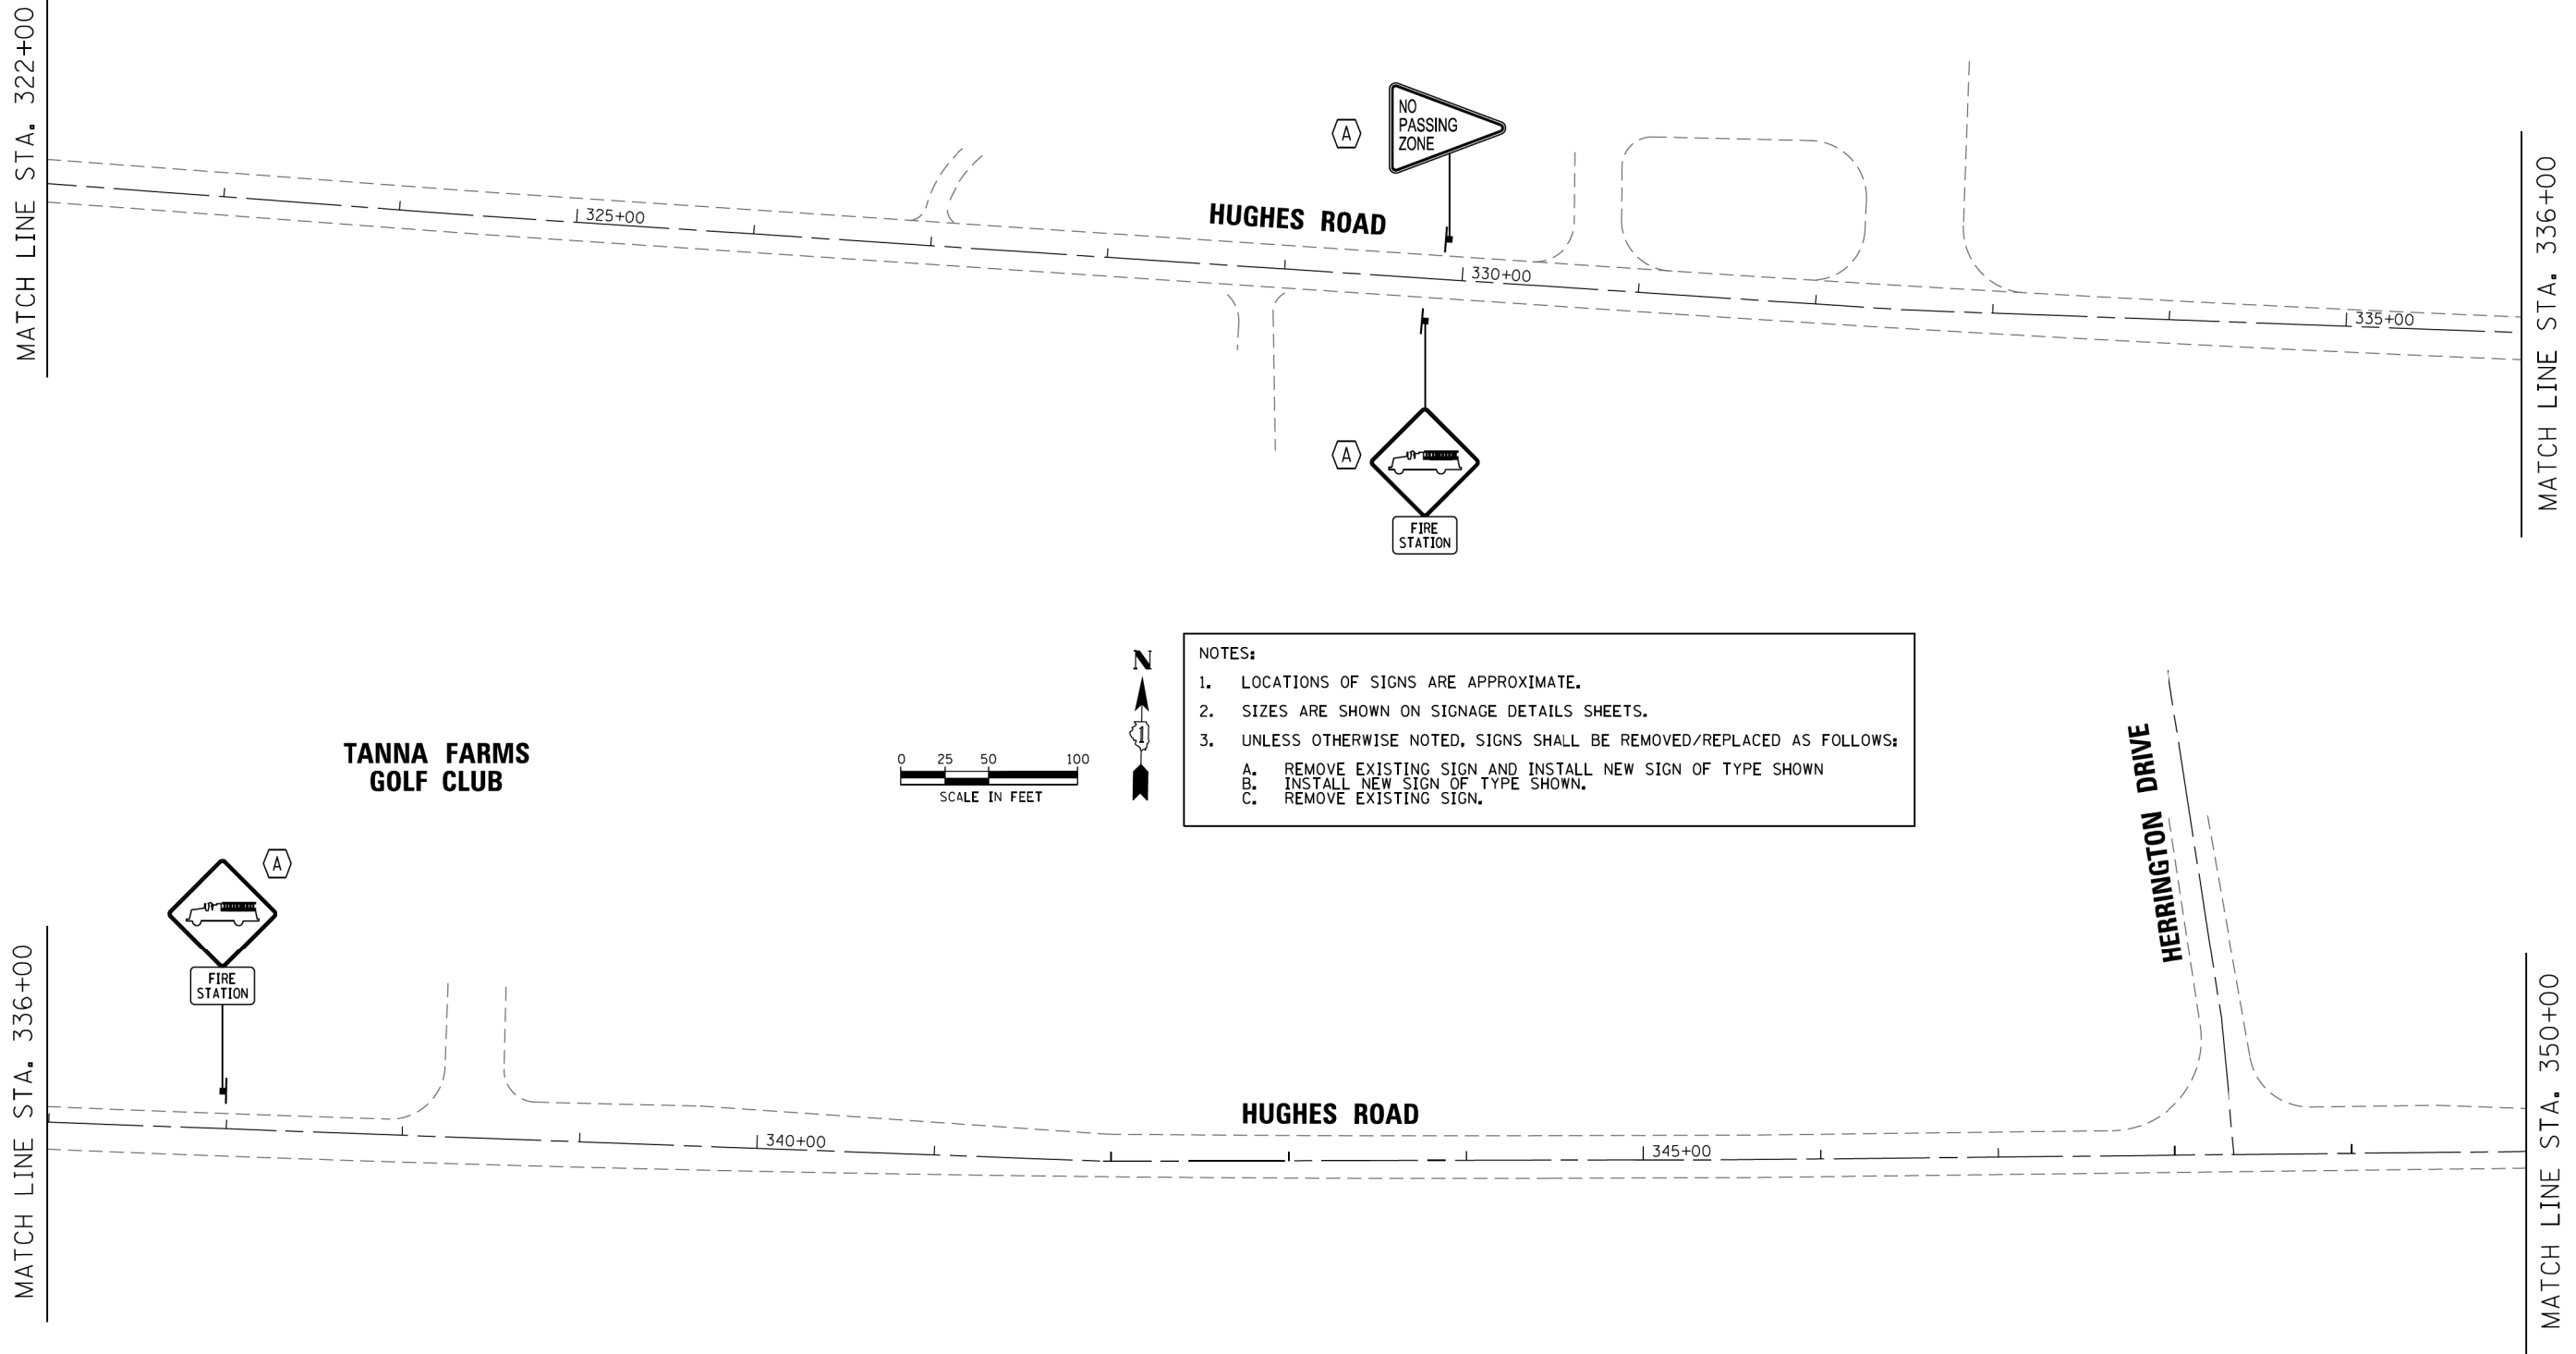 MATCH LINE STA. 322+00
NO
PASSING
ZONE
A
HUGHES ROAD
325+00
330+00
335+00
MATCH LINE STA. 336+00
A
FIRE
STATION
N
1
NOTES:
1. LOCATIONS OF SIGNS ARE APPROXIMATE.
2. SIZES ARE SHOWN ON SIGNAGE DETAILS SHEETS.
3. UNLESS OTHERWISE NOTED, SIGNS SHALL BE REMOVED/REPLACED AS FOLLOWS:
A. REMOVE EXISTING SIGN AND INSTALL NEW SIGN OF TYPE SHOWN
B. INSTALL NEW SIGN OF TYPE SHOWN.
C. REMOVE EXISTING SIGN.
0 25 50 100
SCALE IN FEET
TANNA FARMS
GOLF CLUB
HERRINGTON DRIVE
A
FIRE
STATION
MATCH LINE STA. 336+00
HUGHES ROAD
340+00
345+00
MATCH LINE STA. 350+00